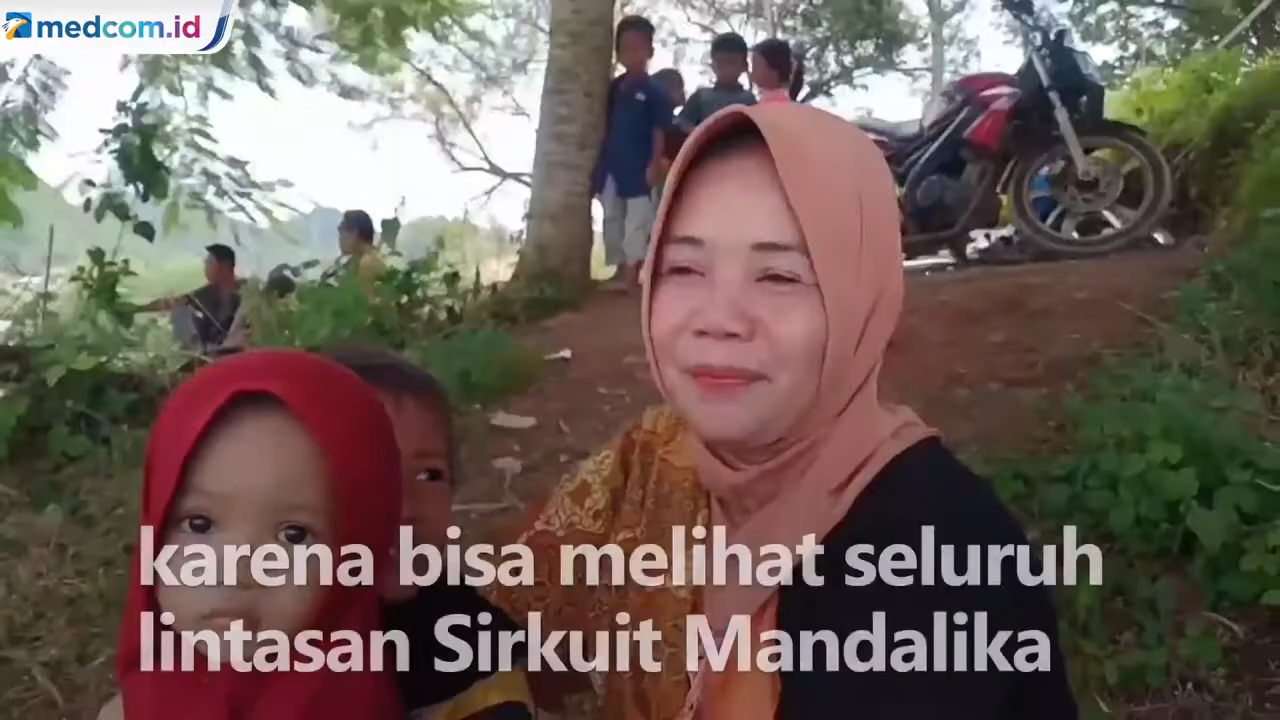 medcom.id
karena bisa melihat seluruh
lintasan Sirkuit Mandalika